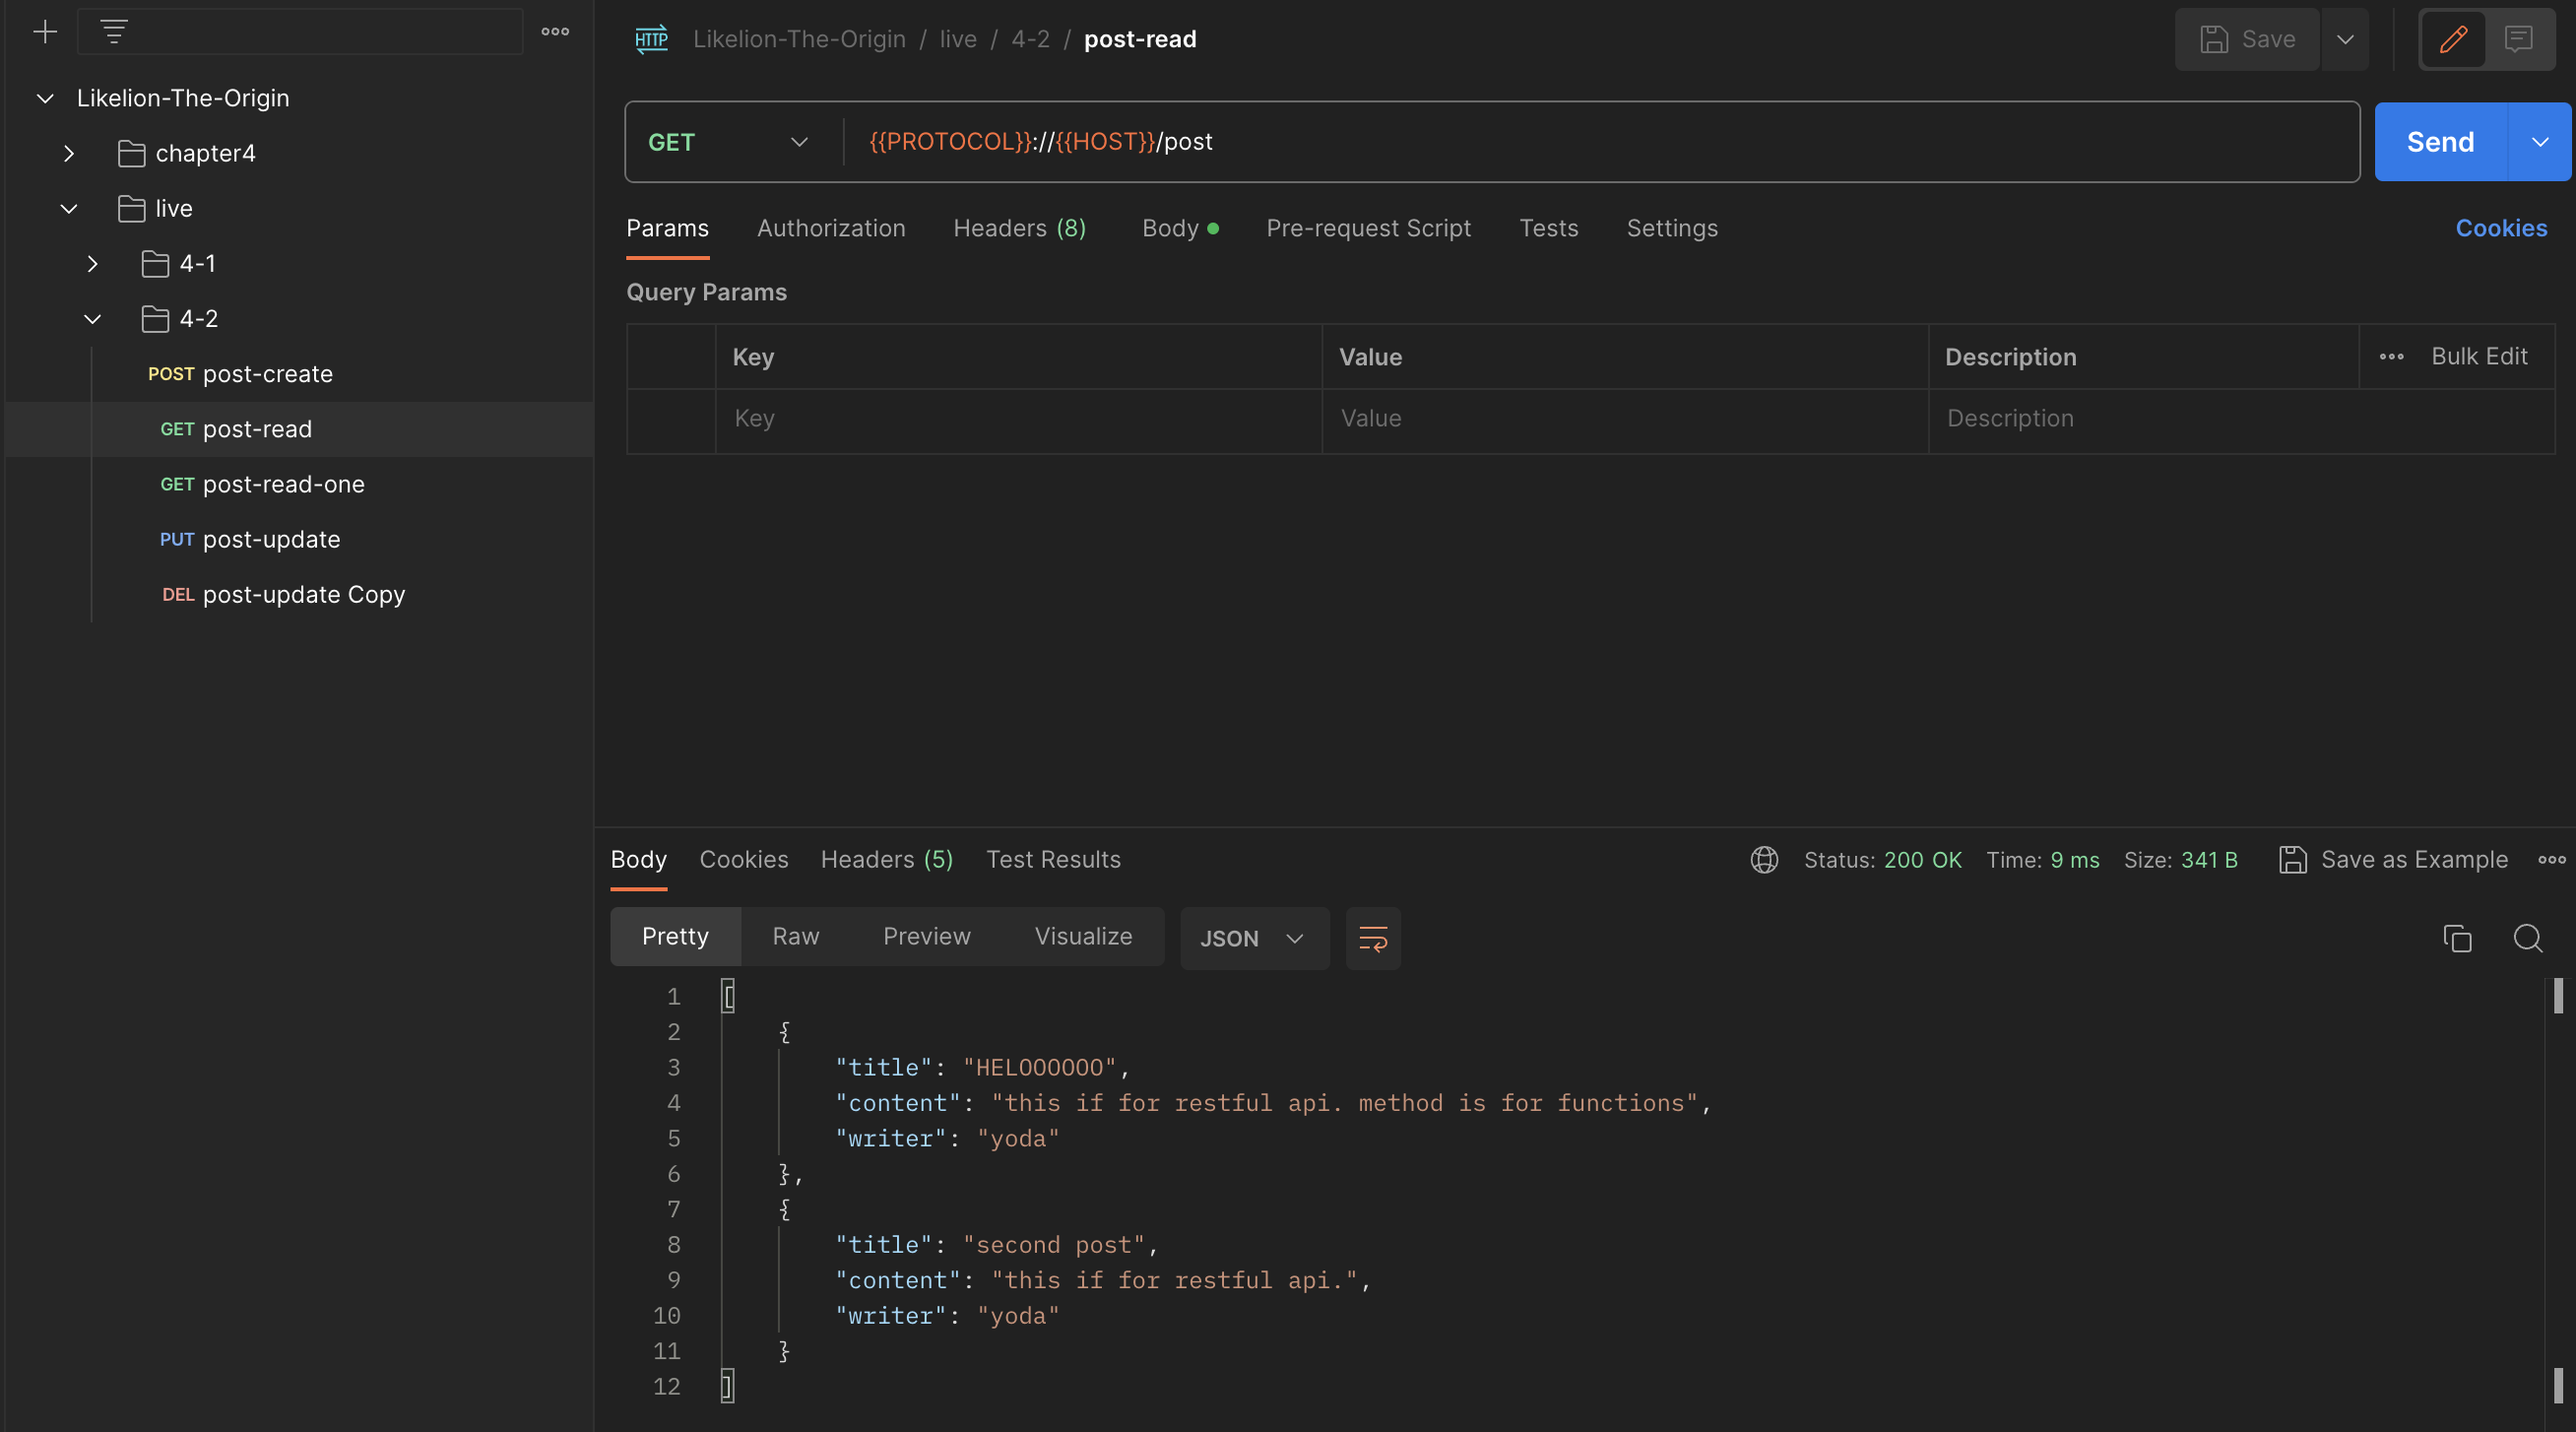 Likelion-The-Origin
chapter4
live
4-1
4-2
POST post-create
GET post-read
GET post-read-one
PUT post-update
DEL post-update Copy
HTTP Likelion-The-Origin / live / 4-2 / post-read
Save
GET {{PROTOCOL}}://{{HOST}}/post
Send
Params Authorization Headers (8) Body Pre-request Script Tests Settings Cookies
Query Params
Key Value Description Bulk Edit
Key Value Description
Body Cookies Headers (5) Test Results Status: 200 OK Time: 9 ms Size: 341 B Save as Example
Pretty Raw Preview Visualize JSON
1 [
2 {
3 "title": "HELOOOOOO",
4 "content": "this if for restful api. method is for functions",
5 "writer": "yoda"
6 },
7 {
8 "title": "second post",
9 "content": "this if for restful api.",
10 "writer": "yoda"
11 }
12 ]